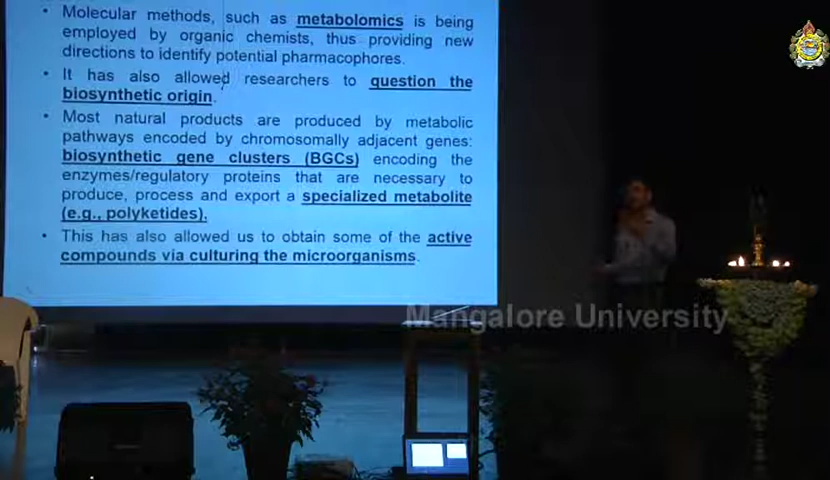 • Molecular methods, such as metabolomics is being
employed by organic chemists, thus providing new
directions to identify potential pharmacophores.
• It has also allowed researchers to question the
biosynthetic origin.
• Most natural products are produced by metabolic
pathways encoded by chromosomally adjacent genes:
biosynthetic gene clusters (BGCs) encoding the
enzymes/regulatory proteins that are necessary to
produce, process and export a specialized metabolite
(e.g., polyketides).
• This has also allowed us to obtain some of the active
compounds via culturing the microorganisms.
Mangalore University